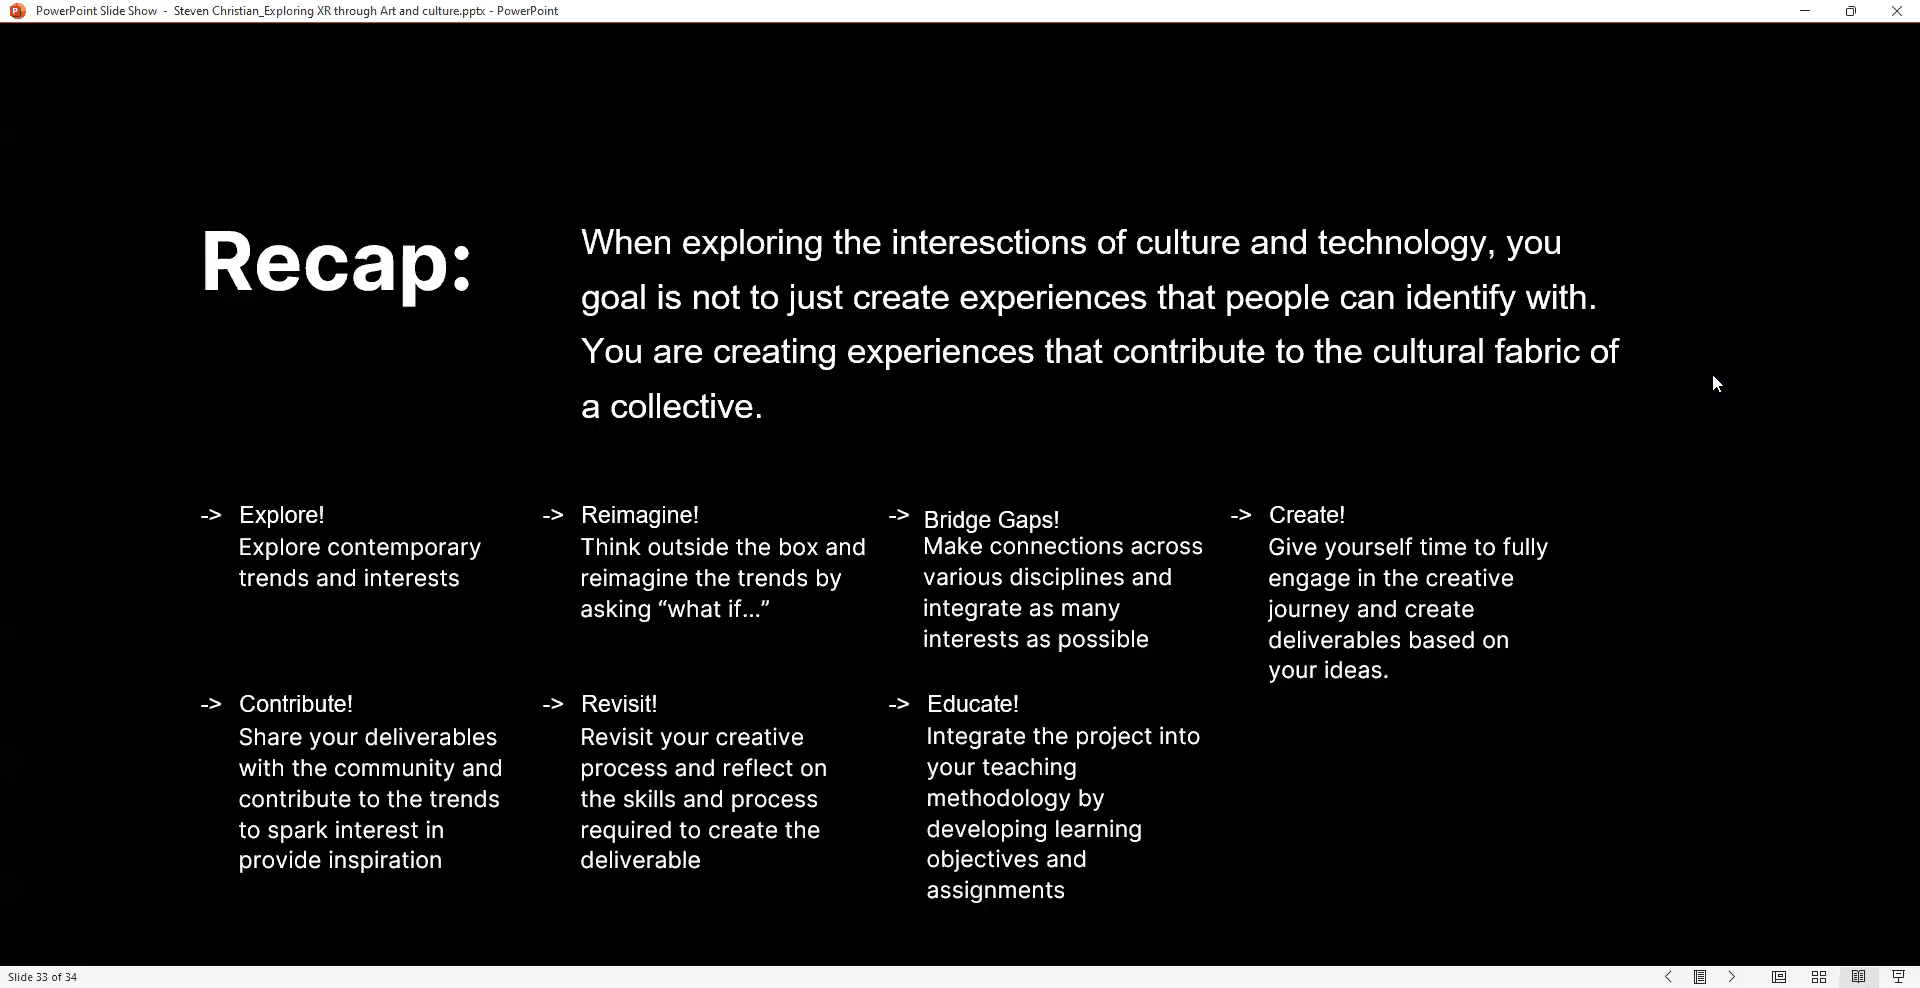 PowerPoint Slide Show - Steven Christian_Exploring XR through Art and culture.pptx - PowerPoint
Recap:
When exploring the interesctions of culture and technology, you
goal is not to just create experiences that people can identify with.
You are creating experiences that contribute to the cultural fabric of
a collective.
-> Explore!
Explore contemporary
trends and interests
-> Reimagine!
Think outside the box and
reimagine the trends by
asking “what if...”
-> Bridge Gaps!
Make connections across
various disciplines and
integrate as many
interests as possible
-> Create!
Give yourself time to fully
engage in the creative
journey and create
deliverables based on
your ideas.
-> Contribute!
Share your deliverables
with the community and
contribute to the trends
to spark interest in
provide inspiration
-> Revisit!
Revisit your creative
process and reflect on
the skills and process
required to create the
deliverable
-> Educate!
Integrate the project into
your teaching
methodology by
developing learning
objectives and
assignments
Slide 33 of 34